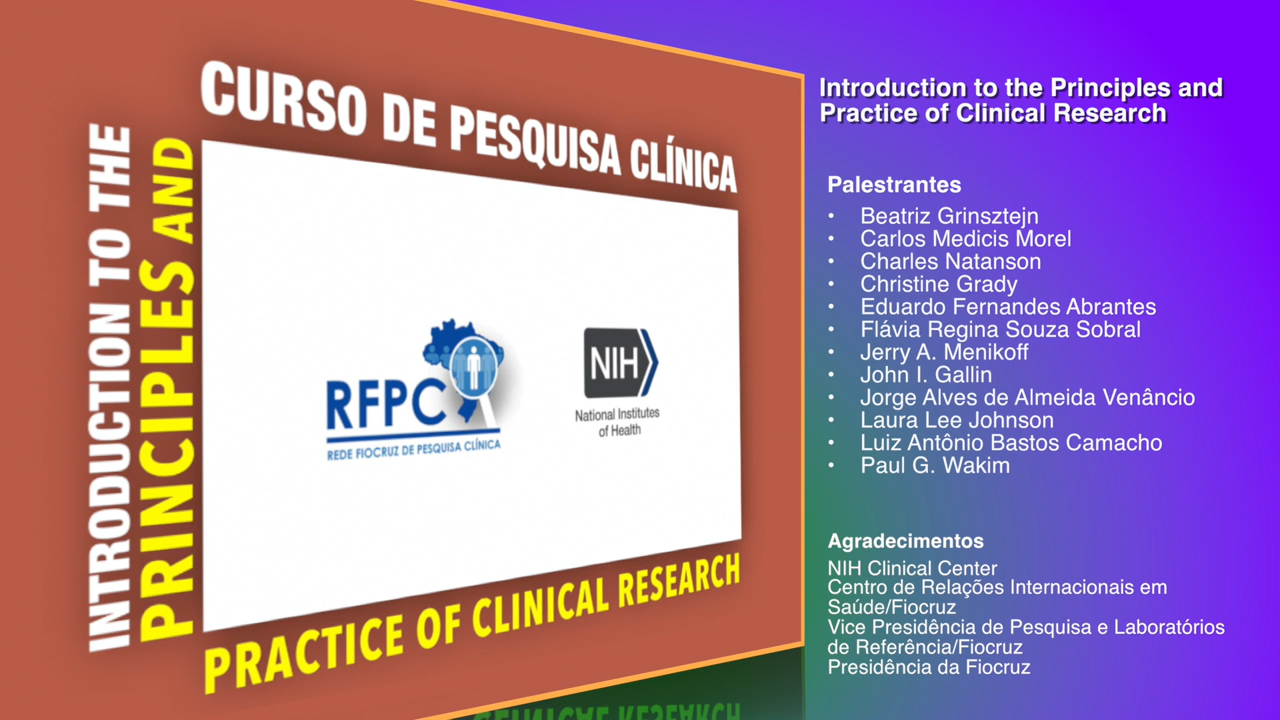 CURSO DE PESQUISA CLÍNICA
INTRODUCTION TO THE
PRINCIPLES AND
PRACTICE OF CLINICAL RESEARCH
RFPC
REDE FIOCRUZ DE PESQUISA CLÍNICA
NIH
National Institutes
of Health
Introduction to the Principles and
Practice of Clinical Research
Palestrantes
• Beatriz Grinsztejn
• Carlos Medicis Morel
• Charles Natanson
• Christine Grady
• Eduardo Fernandes Abrantes
• Flávia Regina Souza Sobral
• Jerry A. Menikoff
• John I. Gallin
• Jorge Alves de Almeida Venâncio
• Laura Lee Johnson
• Luiz Antônio Bastos Camacho
• Paul G. Wakim
Agradecimentos
NIH Clinical Center
Centro de Relações Internacionais em
Saúde/Fiocruz
Vice Presidência de Pesquisa e Laboratórios
de Referência/Fiocruz
Presidência da Fiocruz